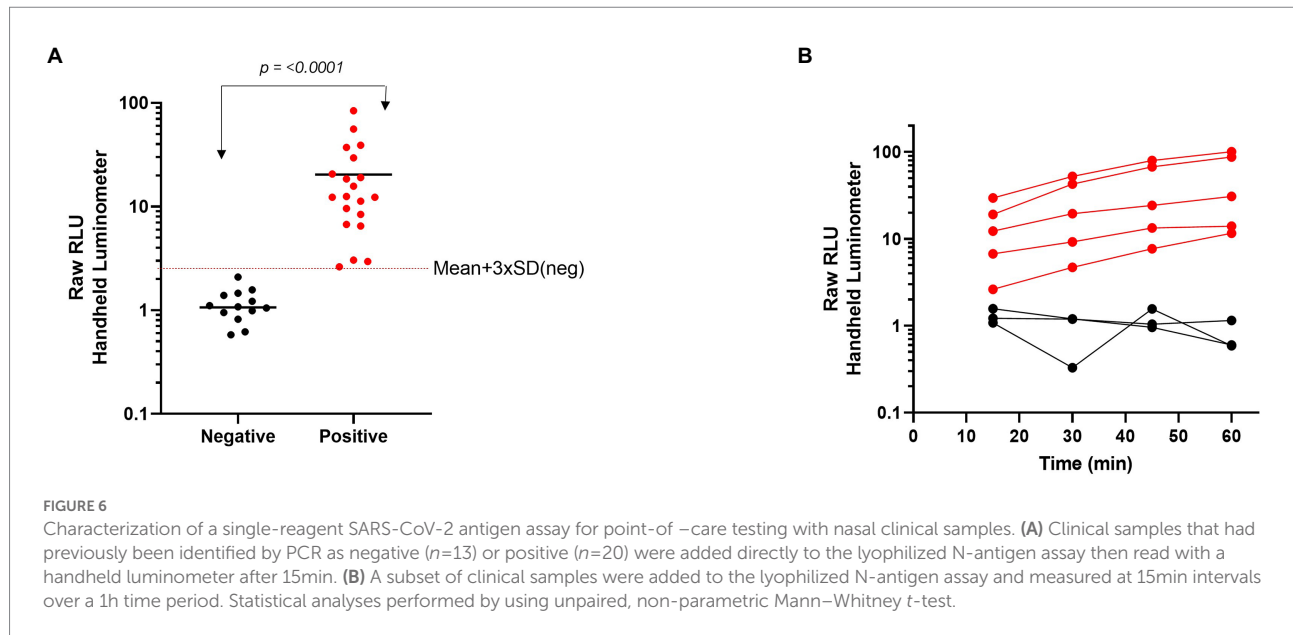 A
p = <0.0001
Raw RLU
Handheld Luminometer
100
10
1
0.1
Mean+3xSD(neg)
Negative
Positive
B
Raw RLU
Handheld Luminometer
100
10
1
0.1
0
10
20
30
40
50
60
Time (min)
FIGURE 6
Characterization of a single-reagent SARS-CoV-2 antigen assay for point-of –care testing with nasal clinical samples. (A) Clinical samples that had
previously been identified by PCR as negative (n=13) or positive (n=20) were added directly to the lyophilized N-antigen assay then read with a
handheld luminometer after 15min. (B) A subset of clinical samples were added to the lyophilized N-antigen assay and measured at 15min intervals
over a 1h time period. Statistical analyses performed by using unpaired, non-parametric Mann–Whitney t-test.